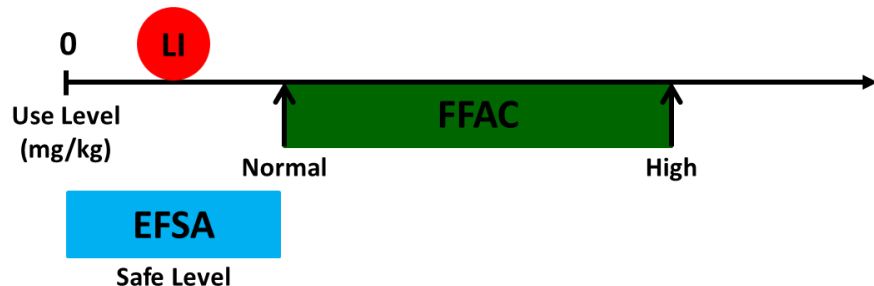 0
LI
Use Level
(mg/kg)
FFAC
Normal
High
EFSA
Safe Level